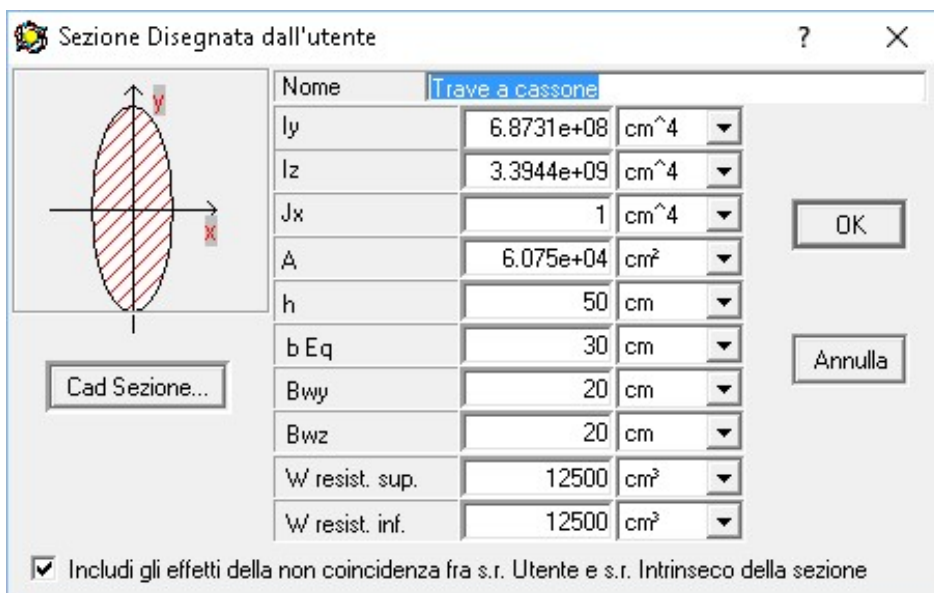 Sezione Disegnata dall'utente ? X
y
x
Cad Sezione...
Nome Trave a cassone
Iy 6.8731e+08 cm^4
Iz 3.3944e+09 cm^4
Jx 1 cm^4
A 6.075e+04 cm²
h 50 cm
b Eq 30 cm
Bwy 20 cm
Bwz 20 cm
W resist. sup. 12500 cm³
W resist. inf. 12500 cm³
OK
Annulla
Includi gli effetti della non coincidenza fra s.r. Utente e s.r. Intrinseco della sezione